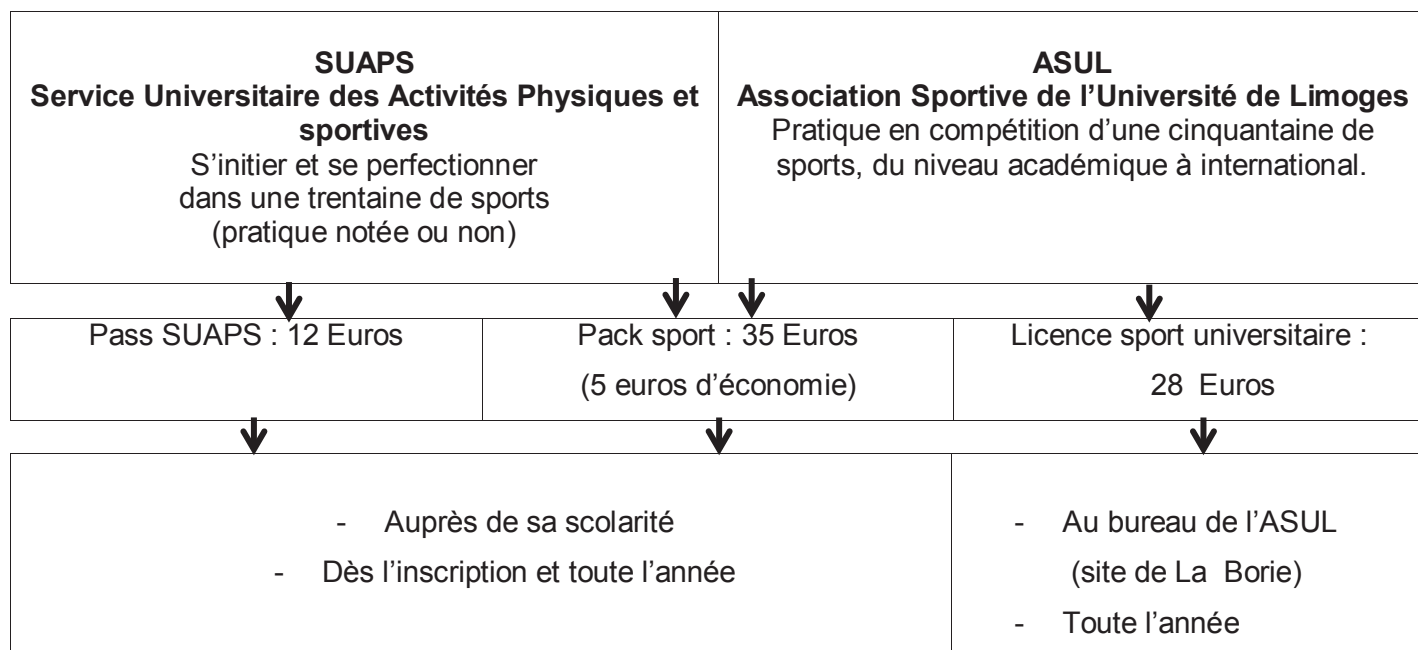 SUAPS
Service Universitaire des Activités Physiques et
sportives
S'initier et se perfectionner
dans une trentaine de sports
(pratique notée ou non)
ASUL
Association Sportive de l'Université de Limoges
Pratique en compétition d'une cinquantaine de
sports, du niveau académique à international.
Pass SUAPS : 12 Euros
Pack sport : 35 Euros
(5 euros d'économie)
Licence sport universitaire :
28 Euros
- Auprès de sa scolarité
- Dès l'inscription et toute l'année
- Au bureau de l'ASUL
(site de La Borie)
- Toute l'année